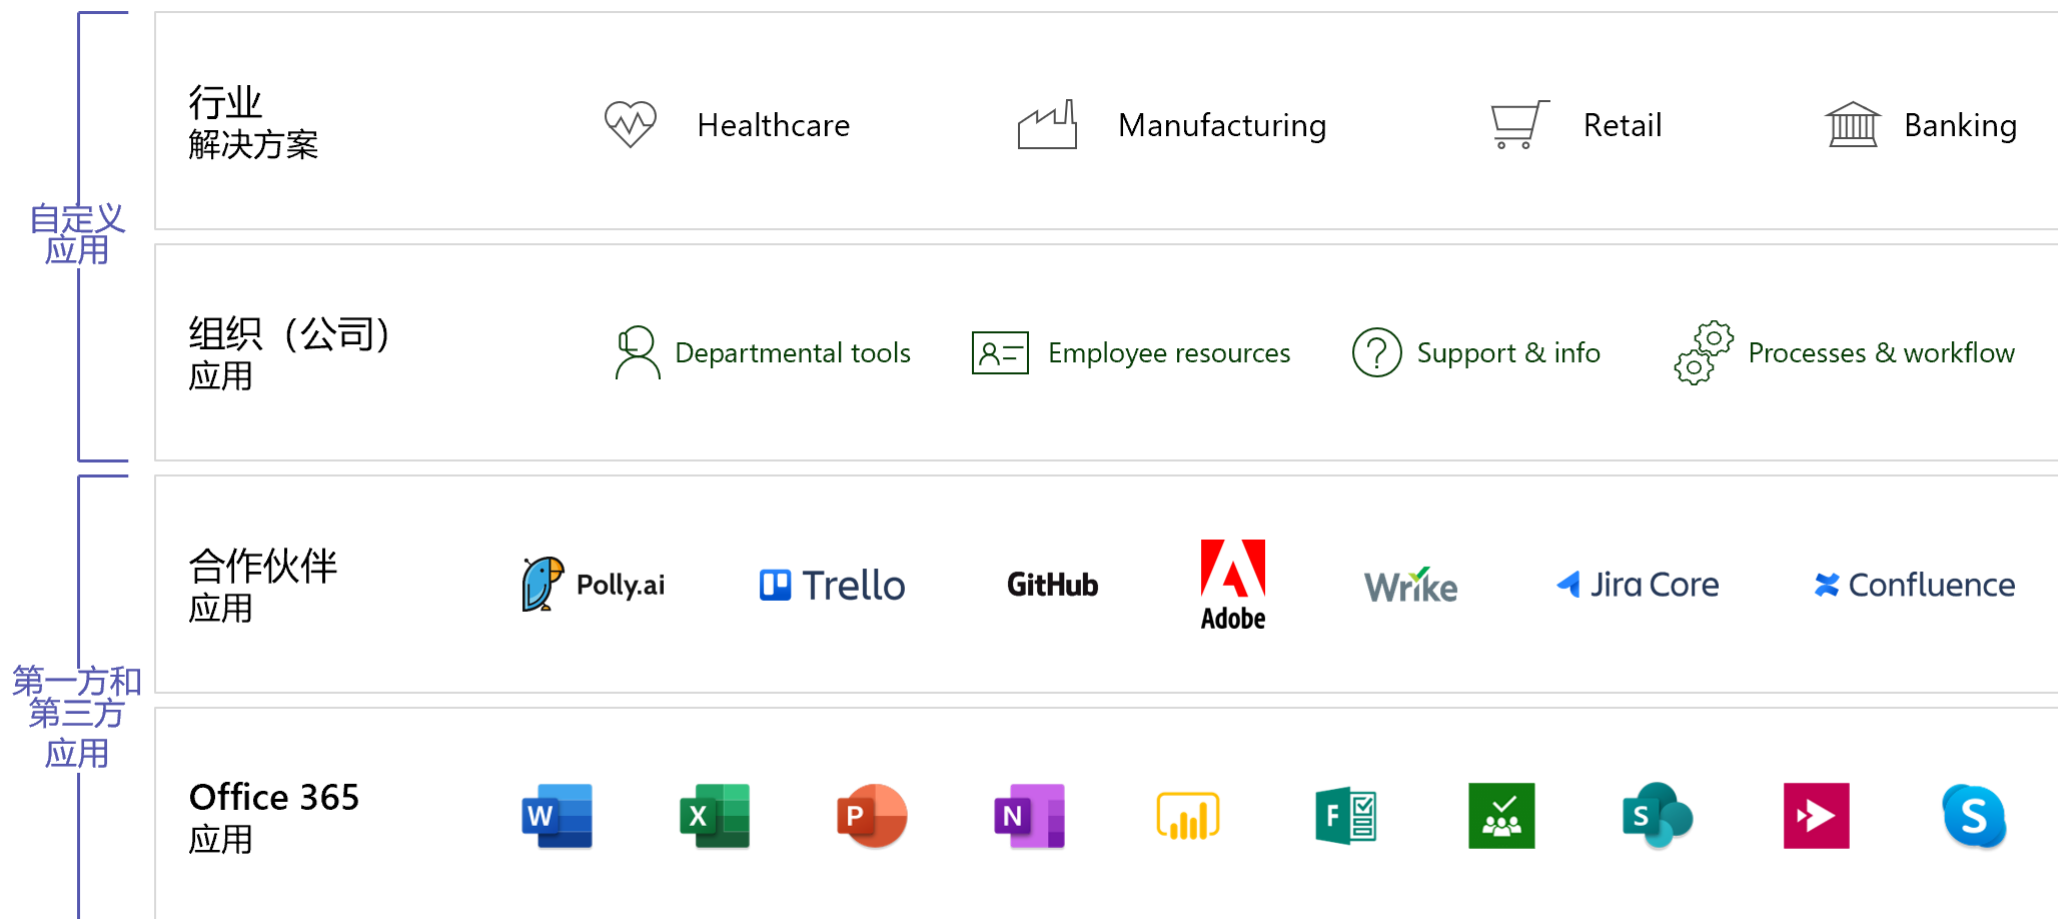 自定义
应用
行业
解决方案
Healthcare
Manufacturing
Retail
Banking
组织（公司）
应用
Departmental tools
Employee resources
Support & info
Processes & workflow
第一方和
第三方
应用
合作伙伴
应用
Polly.ai
Trello
GitHub
Adobe
Wrike
Jira Core
Confluence
Office 365
应用
W
X
P
N
F
S
S